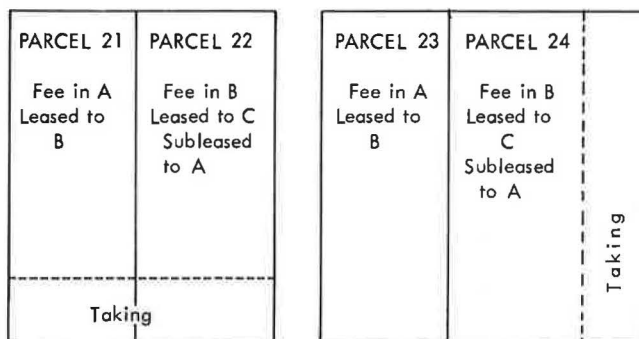 PARCEL 21
Fee in A
Leased to
B
PARCEL 22
Fee in B
Leased to C
Subleased
to A
Taking
PARCEL 23
Fee in A
Leased to
B
PARCEL 24
Fee in B
Leased to
C
Subleased
to A
Taking